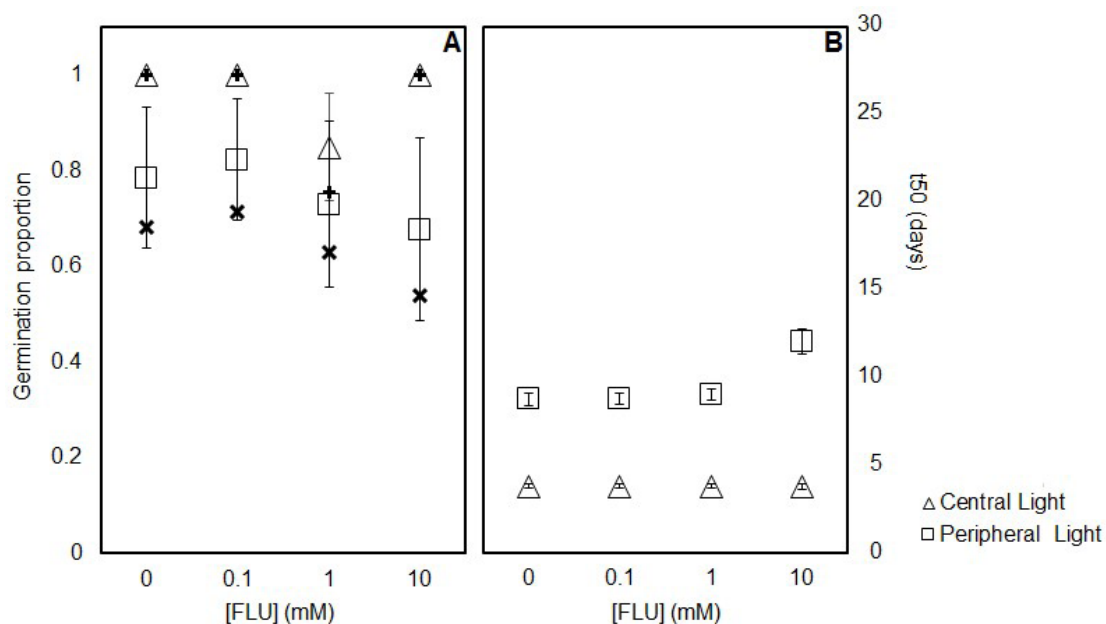 A
B
Germination proportion
1
0.8
0.6
0.4
0.2
0
0 0.1 1 10
[FLU] (mM)
0 0.1 1 10
[FLU] (mM)
30
25
20
15
10
5
0
t50 (days)
Central Light
Peripheral Light